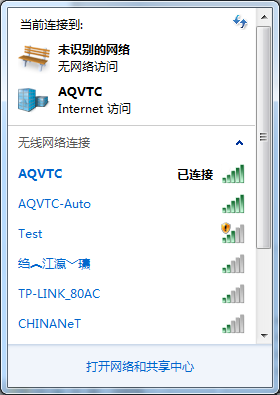 当前连接到:
未识别的网络
无网络访问
AQVTC
Internet 访问
无线网络连接
AQVTC 已连接
AQVTC-Auto
Test
TP-LINK_80AC
CHINANeT
打开网络和共享中心